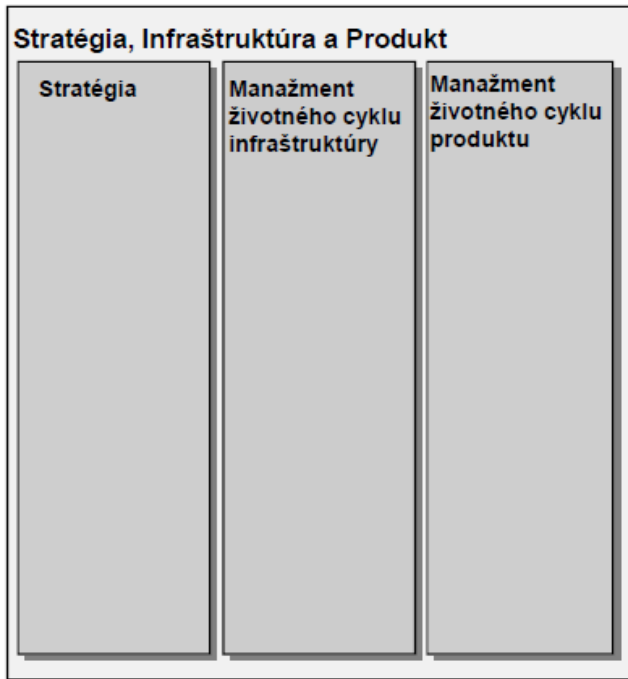 Stratégia, Infraštruktúra a Produkt
Stratégia
Manažment
životného cyklu
infraštruktúry
Manažment
životného cyklu
produktu